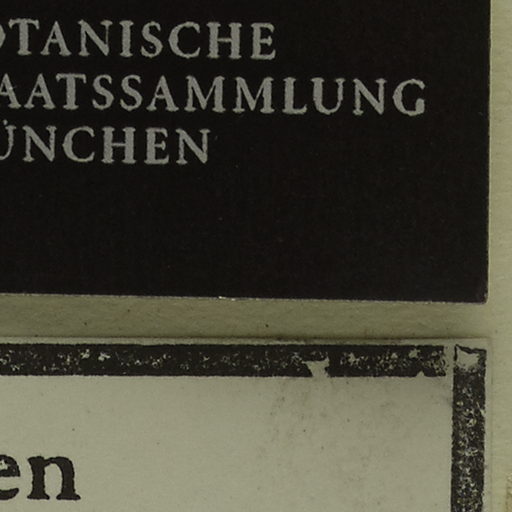 OTANISCHE
AATSSAMMLUNG
ÜNCHEN
en